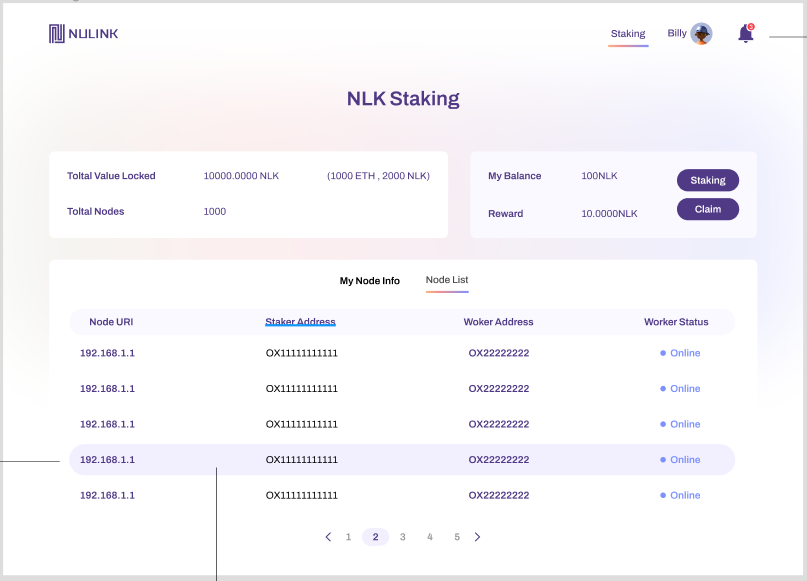 NULINK
Staking Billy 1
NLK Staking
Toltal Value Locked 10000.0000 NLK (1000 ETH , 2000 NLK)
Toltal Nodes 1000
My Balance 100NLK Staking
Reward 10.0000NLK Claim
My Node Info Node List
Node URI Staker Address Woker Address Worker Status
192.168.1.1 OX11111111111 OX22222222 Online
192.168.1.1 OX11111111111 OX22222222 Online
192.168.1.1 OX11111111111 OX22222222 Online
192.168.1.1 OX11111111111 OX22222222 Online
192.168.1.1 OX11111111111 OX22222222 Online
1 2 3 4 5